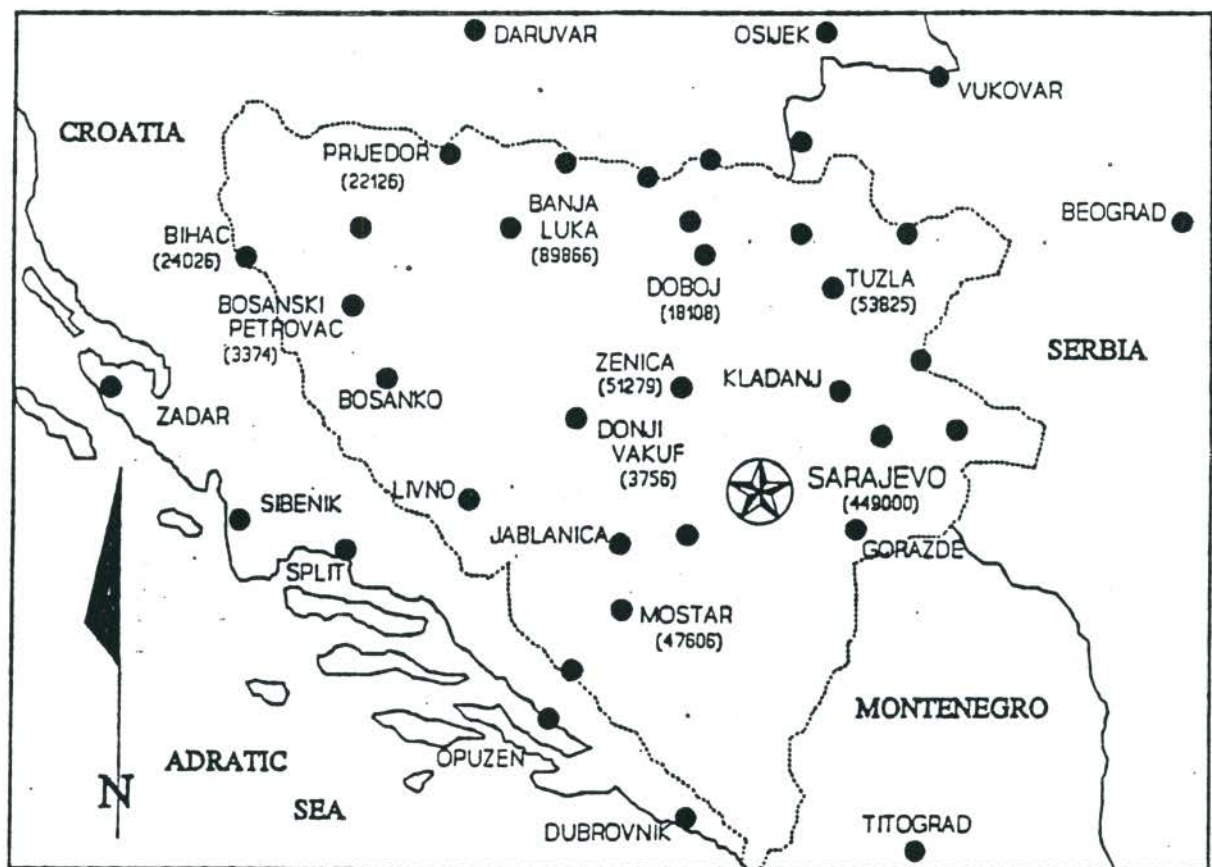 DARUVAR
OSIJEK
VUKOVAR
CROATIA
PRIJEDOR
(22126)
BANJA
LUKA
(89866)
BEOGRAD
BIHAC
(24026)
DOBOJ
(18108)
TUZLA
(53825)
BOSANSKI
PETROVAC
(3374)
SERBIA
ZENICA
(51279)
KLADANJ
BOSANKO
ZADAR
DONJI
VAKUF
(3756)
SARAJEVO
(449000)
LIVNO
SIBENIK
JABLANICA
GORAZDE
SPLIT
MOSTAR
(47606)
MONTENEGRO
ADRATIC
SEA
OPUZEN
N
DUBROVNIK
TITOGRAD